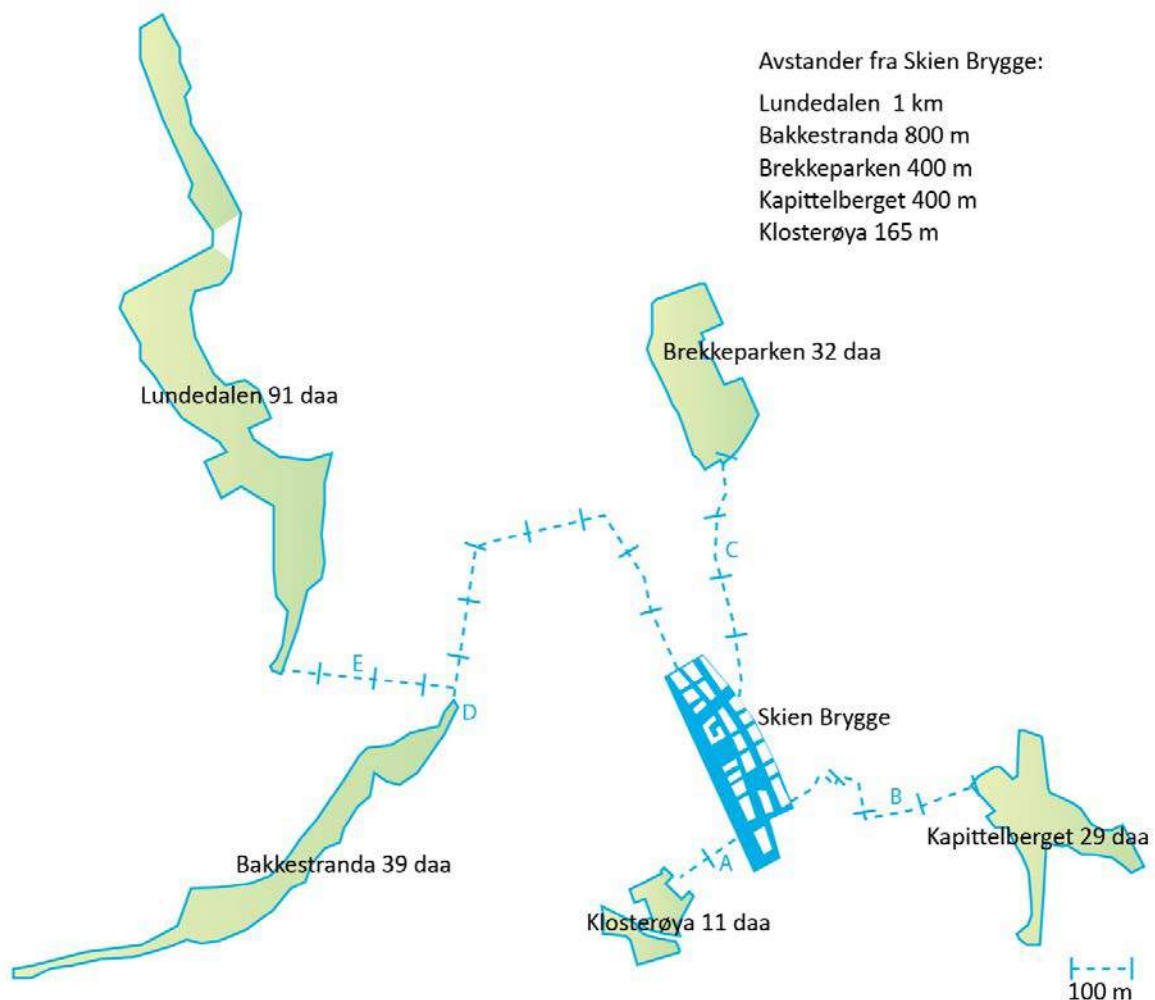 Avstander fra Skien Brygge:
Lundedalen 1 km
Bakkestranda 800 m
Brekkeparken 400 m
Kapittelberget 400 m
Klosterøya 165 m
Brekkeparken 32 daa
Lundedalen 91 daa
C
E
D
Skien Brygge
B
Kapittelberget 29 daa
A
Bakkestranda 39 daa
Klosterøya 11 daa
100 m